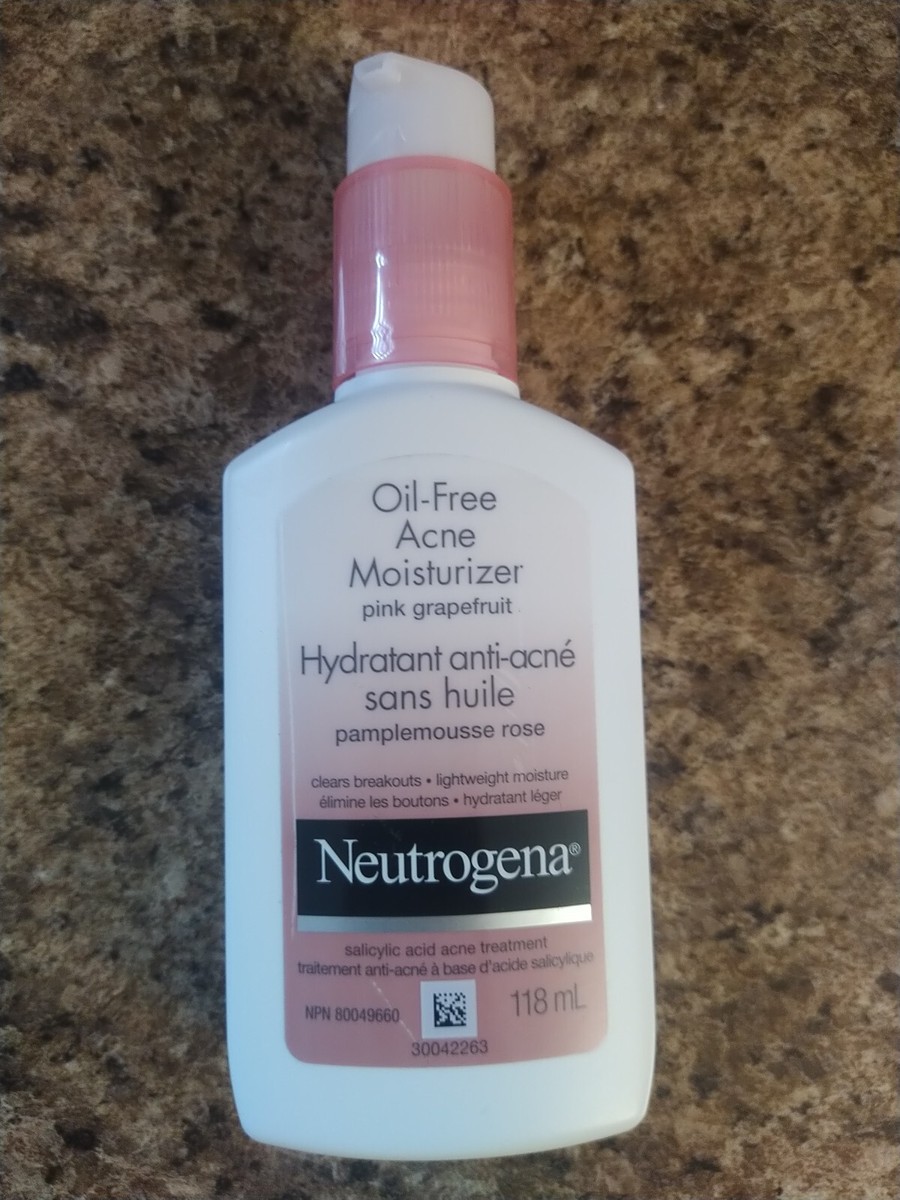 Oil-Free
Acne
Moisturizer
pink grapefruit
Hydratant anti-acné
sans huile
pamplemousse rose
clears breakouts • lightweight moisture
élimine les boutons • hydratant léger
Neutrogena®
salicylic acid acne treatment
traitement anti-acné à base d'acide salicylique
NPN 80049660
118 mL
30042263